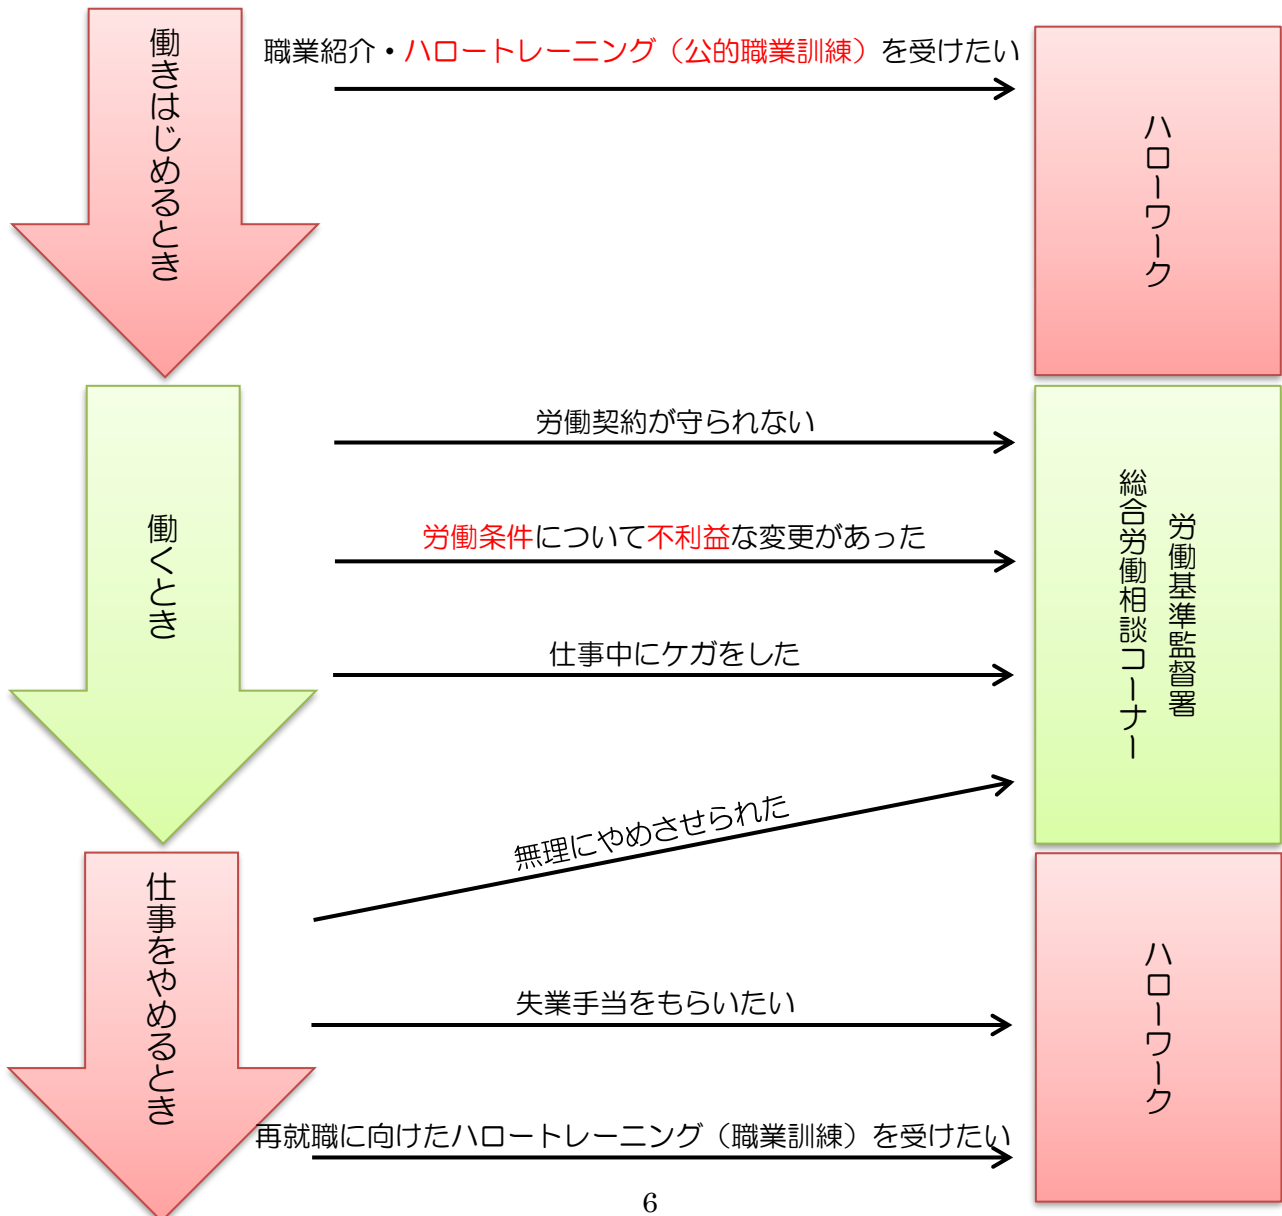 働きはじめるとき
職業紹介・ハロートレーニング（公的職業訓練）を受けたい
ハローワーク
働くとき
労働契約が守られない
労働条件について不利益な変更があった
仕事中にケガをした
労働基準監督署
総合労働相談コーナー
仕事をやめるとき
無理にやめさせられた
失業手当をもらいたい
再就職に向けたハロートレーニング（職業訓練）を受けたい
ハローワーク
6